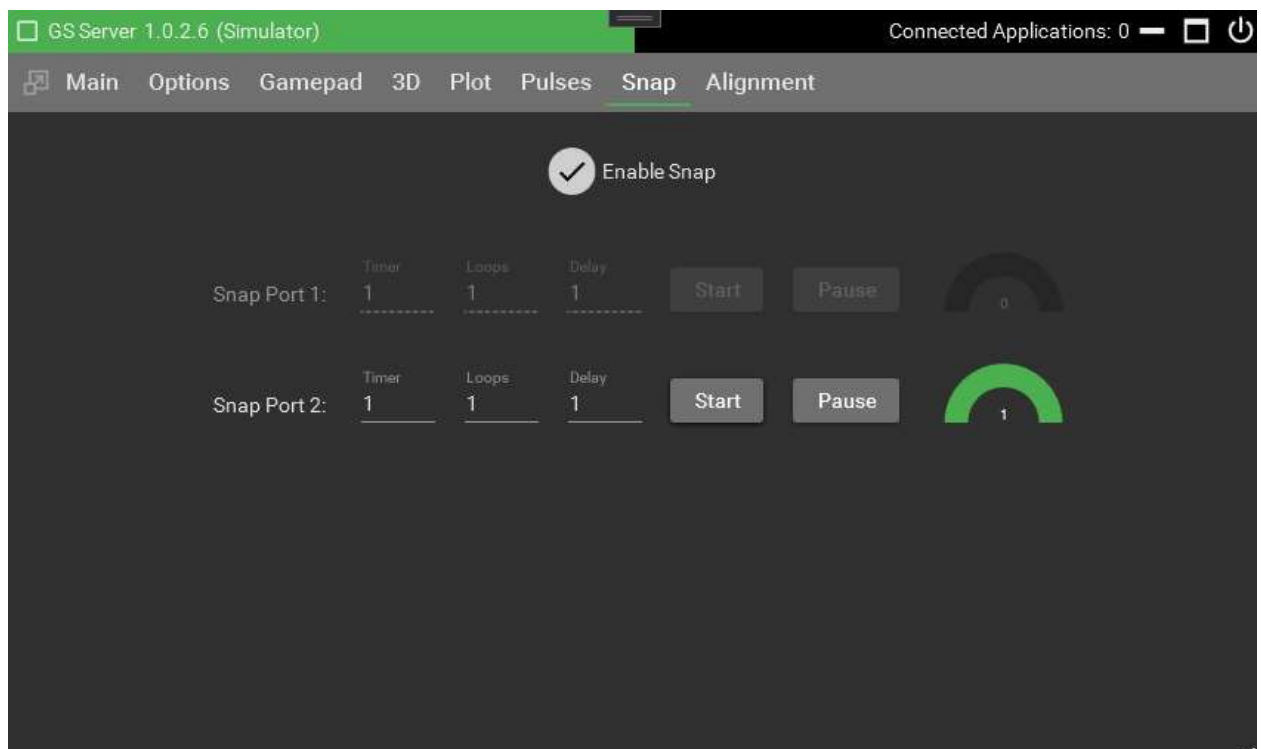 GS Server 1.0.2.6 (Simulator) Connected Applications: 0
Main Options Gamepad 3D Plot Pulses Snap Alignment
Enable Snap
Timer Loops Delay
Snap Port 1: 1 1 1 Start Pause 0
Timer Loops Delay
Snap Port 2: 1 1 1 Start Pause 1